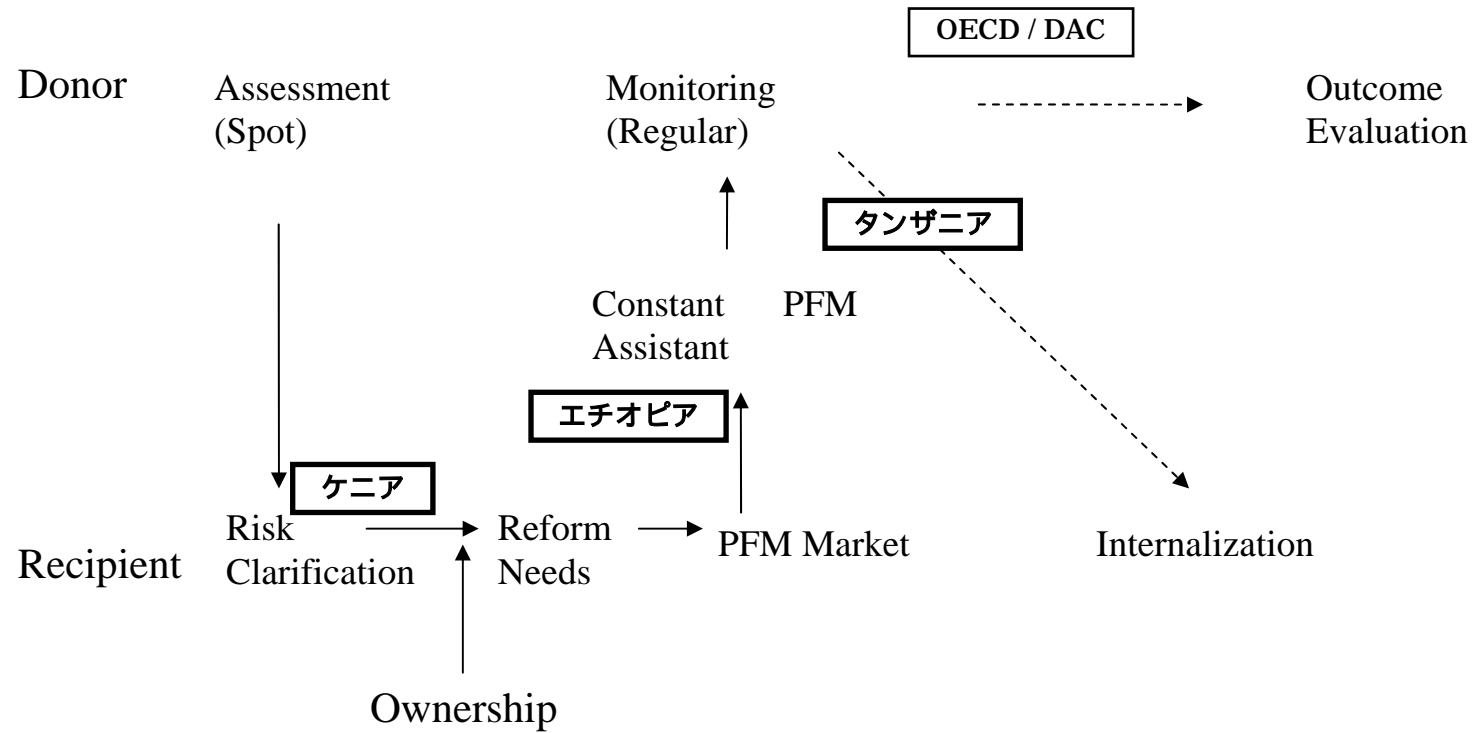 OECD / DAC
Donor
Assessment
(Spot)
Monitoring
(Regular)
Outcome
Evaluation
タンザニア
Constant PFM
Assistant
エチオピア
ケニア
Recipient
Risk
Clarification
Reform
Needs
PFM Market
Internalization
Ownership